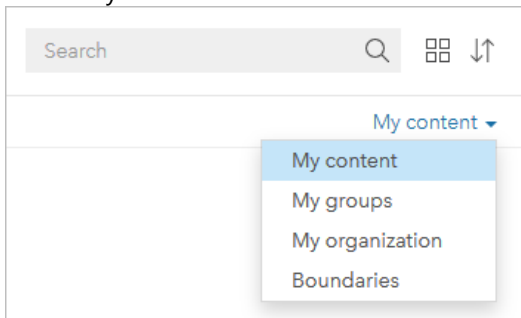 Search
My content
My content
My groups
My organization
Boundaries